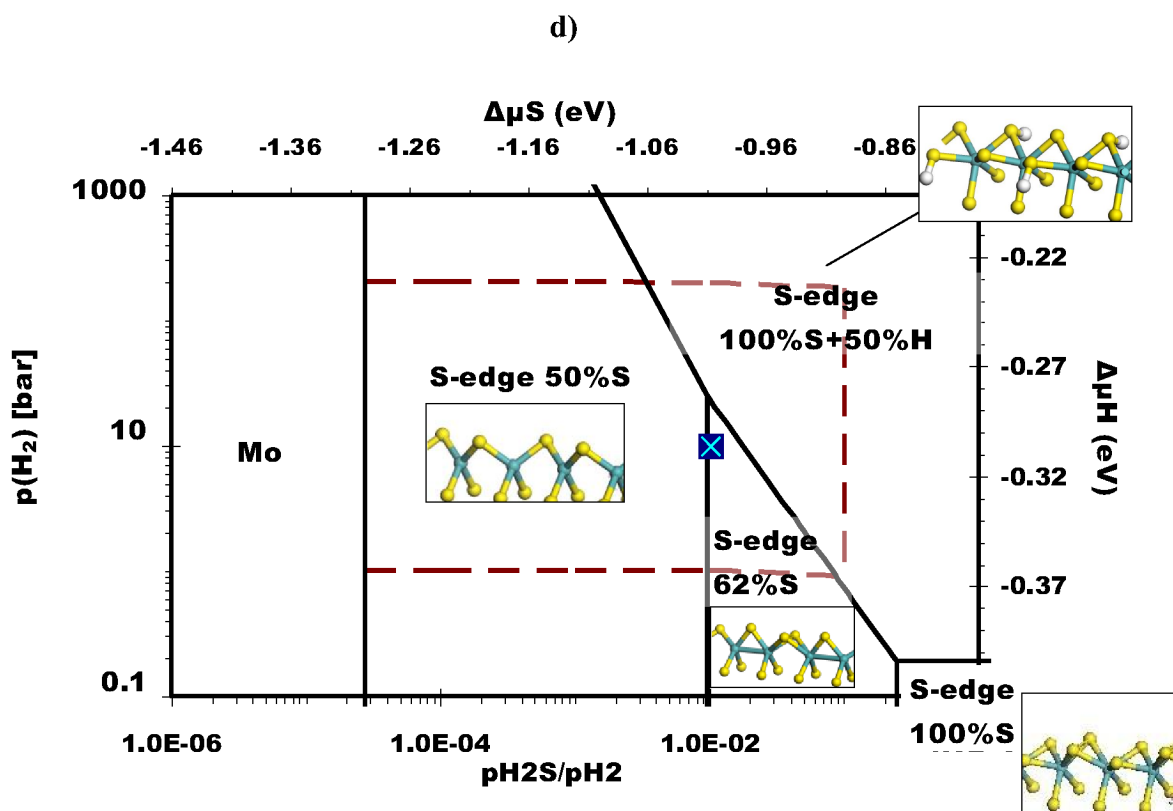 d)
ΔµS (eV)
-1.46 -1.36 -1.26 -1.16 -1.06 -0.96 -0.86
1000
-0.22
S-edge
100%S+50%H
-0.27
S-edge 50%S
p(H₂) [bar]
ΔµH (eV)
10
Mo
-0.32
S-edge
62%S
-0.37
0.1
S-edge
100%S
1.0E-06 1.0E-04 1.0E-02
pH2S/pH2